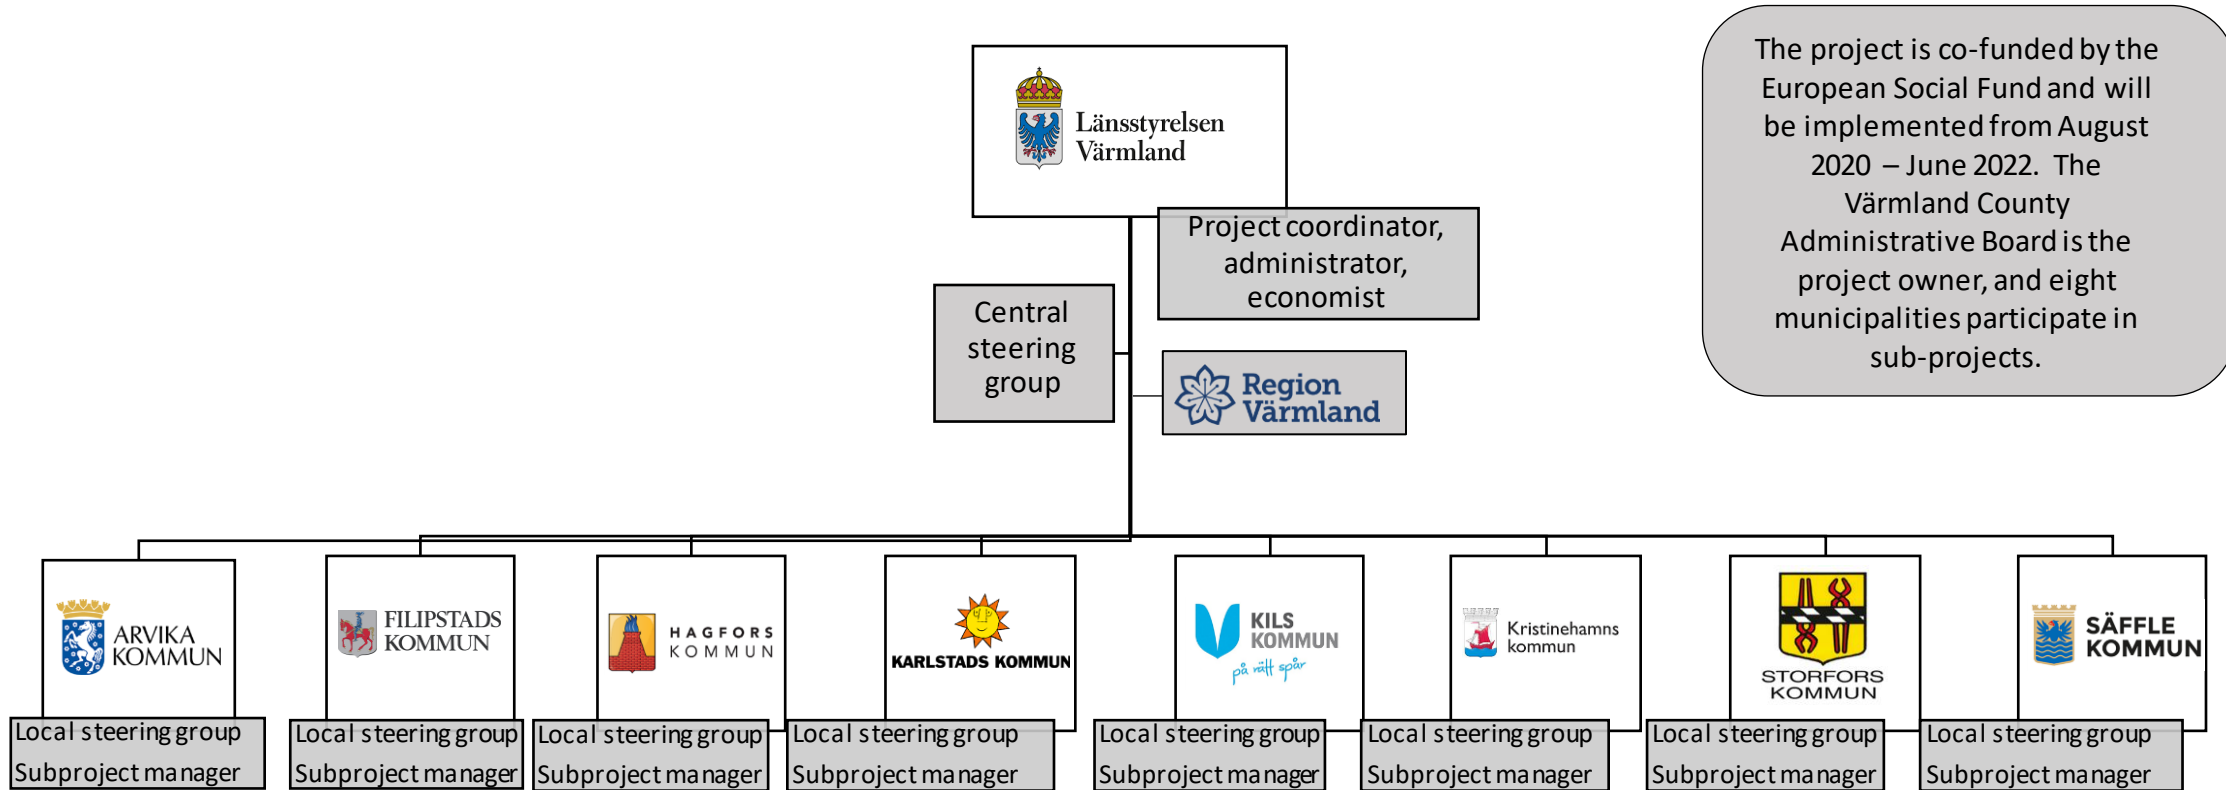 The project is co-funded by the
European Social Fund and will
be implemented from August
2020 – June 2022. The
Värmland County
Administrative Board is the
project owner, and eight
municipalities participate in
sub-projects.
Länsstyrelsen
Värmland
Project coordinator,
administrator,
economist
Central
steering
group
Region
Värmland
ARVIKA
KOMMUN
Local steering group
Subproject manager
FILIPSTADS
KOMMUN
Local steering group
Subproject manager
HAGFORS
KOMMUN
Local steering group
Subproject manager
KARLSTADS KOMMUN
Local steering group
Subproject manager
KILS
KOMMUN
på rätt spår
Local steering group
Subproject manager
Kristinehamns
kommun
Local steering group
Subproject manager
STORFORS
KOMMUN
Local steering group
Subproject manager
SÄFFLE
KOMMUN
Local steering group
Subproject manager